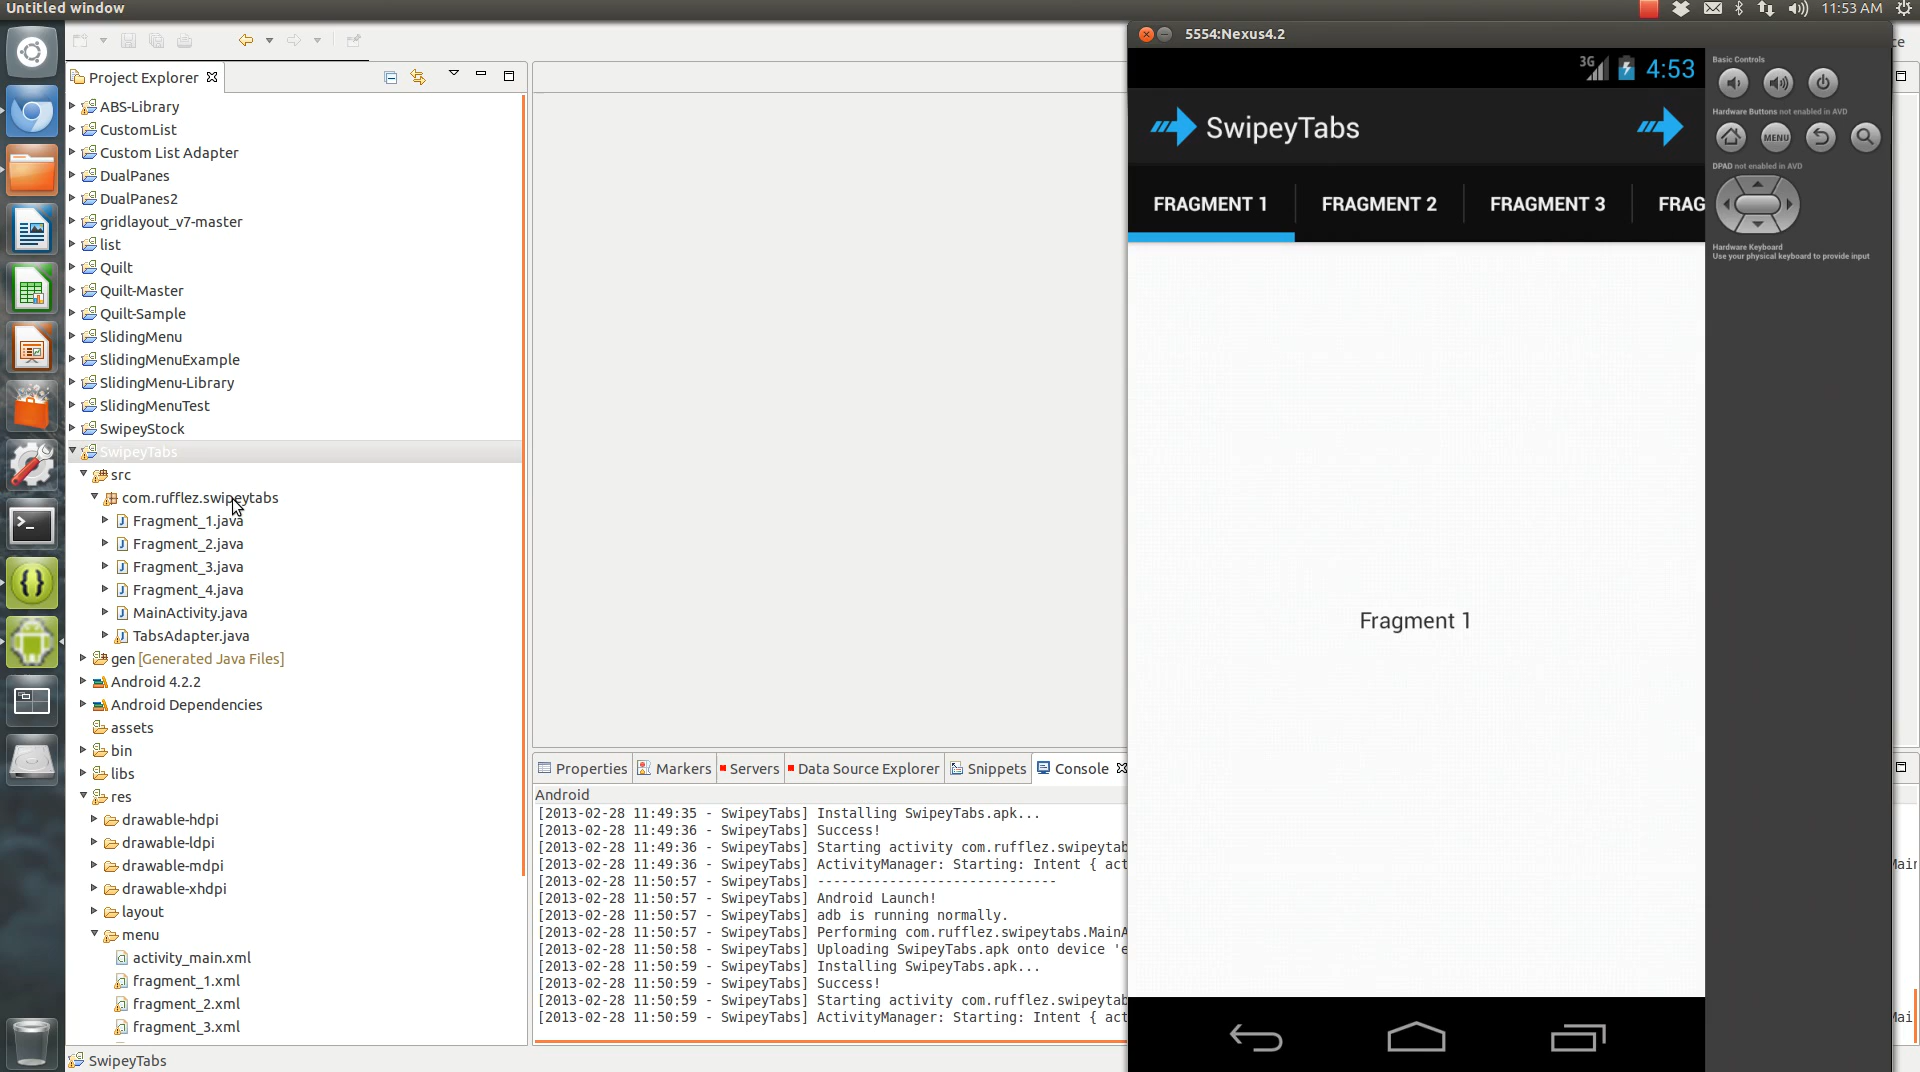 Untitled window
11:53 AM
Project Explorer
ABS-Library
CustomList
Custom List Adapter
DualPanes
DualPanes2
gridlayout_v7-master
list
Quilt
Quilt-Master
Quilt-Sample
SlidingMenu
SlidingMenuExample
SlidingMenu-Library
SlidingMenuTest
SwipeyStock
SwipeyTabs
src
com.rufflez.swipeytabs
Fragment_1.java
Fragment_2.java
Fragment_3.java
Fragment_4.java
MainActivity.java
TabsAdapter.java
gen [Generated Java Files]
Android 4.2.2
Android Dependencies
assets
bin
libs
res
drawable-hdpi
drawable-ldpi
drawable-mdpi
drawable-xhdpi
layout
menu
activity_main.xml
fragment_1.xml
fragment_2.xml
fragment_3.xml
SwipeyTabs
Properties Markers Servers Data Source Explorer Snippets Console
Android
[2013-02-28 11:49:35 - SwipeyTabs] Installing SwipeyTabs.apk...
[2013-02-28 11:49:36 - SwipeyTabs] Success!
[2013-02-28 11:49:36 - SwipeyTabs] Starting activity com.rufflez.swipeytab
[2013-02-28 11:49:36 - SwipeyTabs] ActivityManager: Starting: Intent { act
[2013-02-28 11:50:57 - SwipeyTabs] ------------------------------
[2013-02-28 11:50:57 - SwipeyTabs] Android Launch!
[2013-02-28 11:50:57 - SwipeyTabs] adb is running normally.
[2013-02-28 11:50:57 - SwipeyTabs] Performing com.rufflez.swipeytabs.MainA
[2013-02-28 11:50:58 - SwipeyTabs] Uploading SwipeyTabs.apk onto device 'e
[2013-02-28 11:50:59 - SwipeyTabs] Installing SwipeyTabs.apk...
[2013-02-28 11:50:59 - SwipeyTabs] Success!
[2013-02-28 11:50:59 - SwipeyTabs] Starting activity com.rufflez.swipeytab
[2013-02-28 11:50:59 - SwipeyTabs] ActivityManager: Starting: Intent { act
5554:Nexus4.2
3G 4:53
SwipeyTabs
FRAGMENT 1 FRAGMENT 2 FRAGMENT 3 FRAG
Fragment 1
Basic Controls
Hardware Buttons not enabled in AVD
MENU
DPAD not enabled in AVD
Hardware Keyboard
Use your physical keyboard to provide input